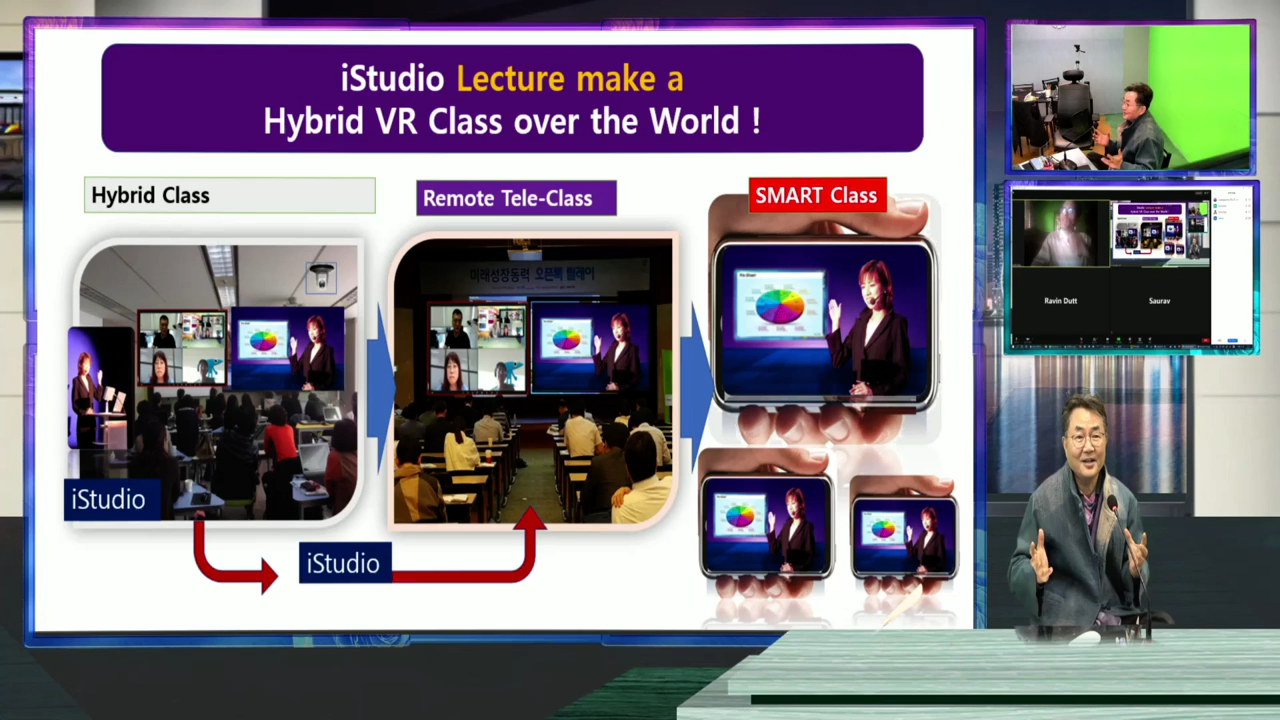 iStudio Lecture make a
Hybrid VR Class over the World !
Hybrid Class
Remote Tele-Class
SMART Class
미래성장동력 오픈톡 릴레이
iStudio
iStudio
Ravin Dutt
Saurav